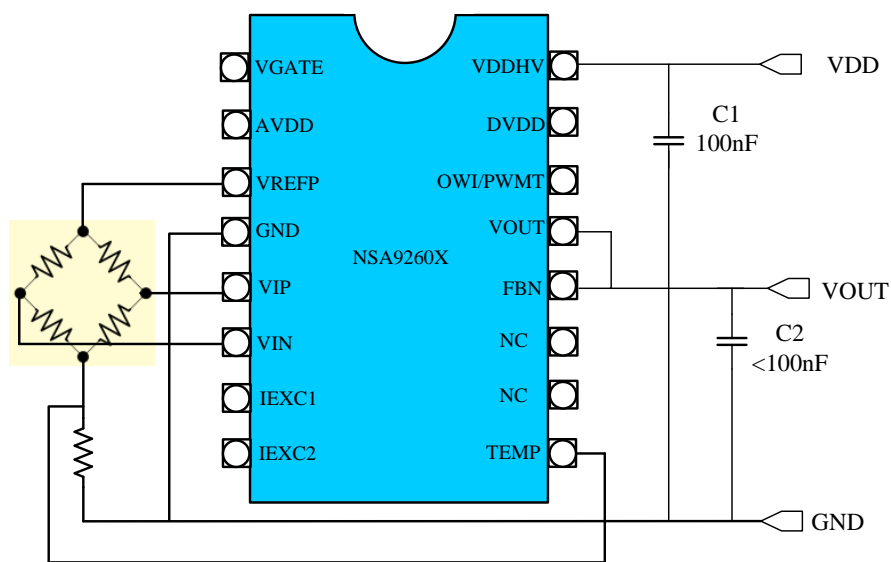 VGATE
AVDD
VREFP
GND
VIP
VIN
IEXC1
IEXC2
NSA9260X
VDDHV
DVDD
OWI/PWMT
VOUT
FBN
NC
NC
TEMP
C1
100nF
C2
<100nF
VDD
VOUT
GND